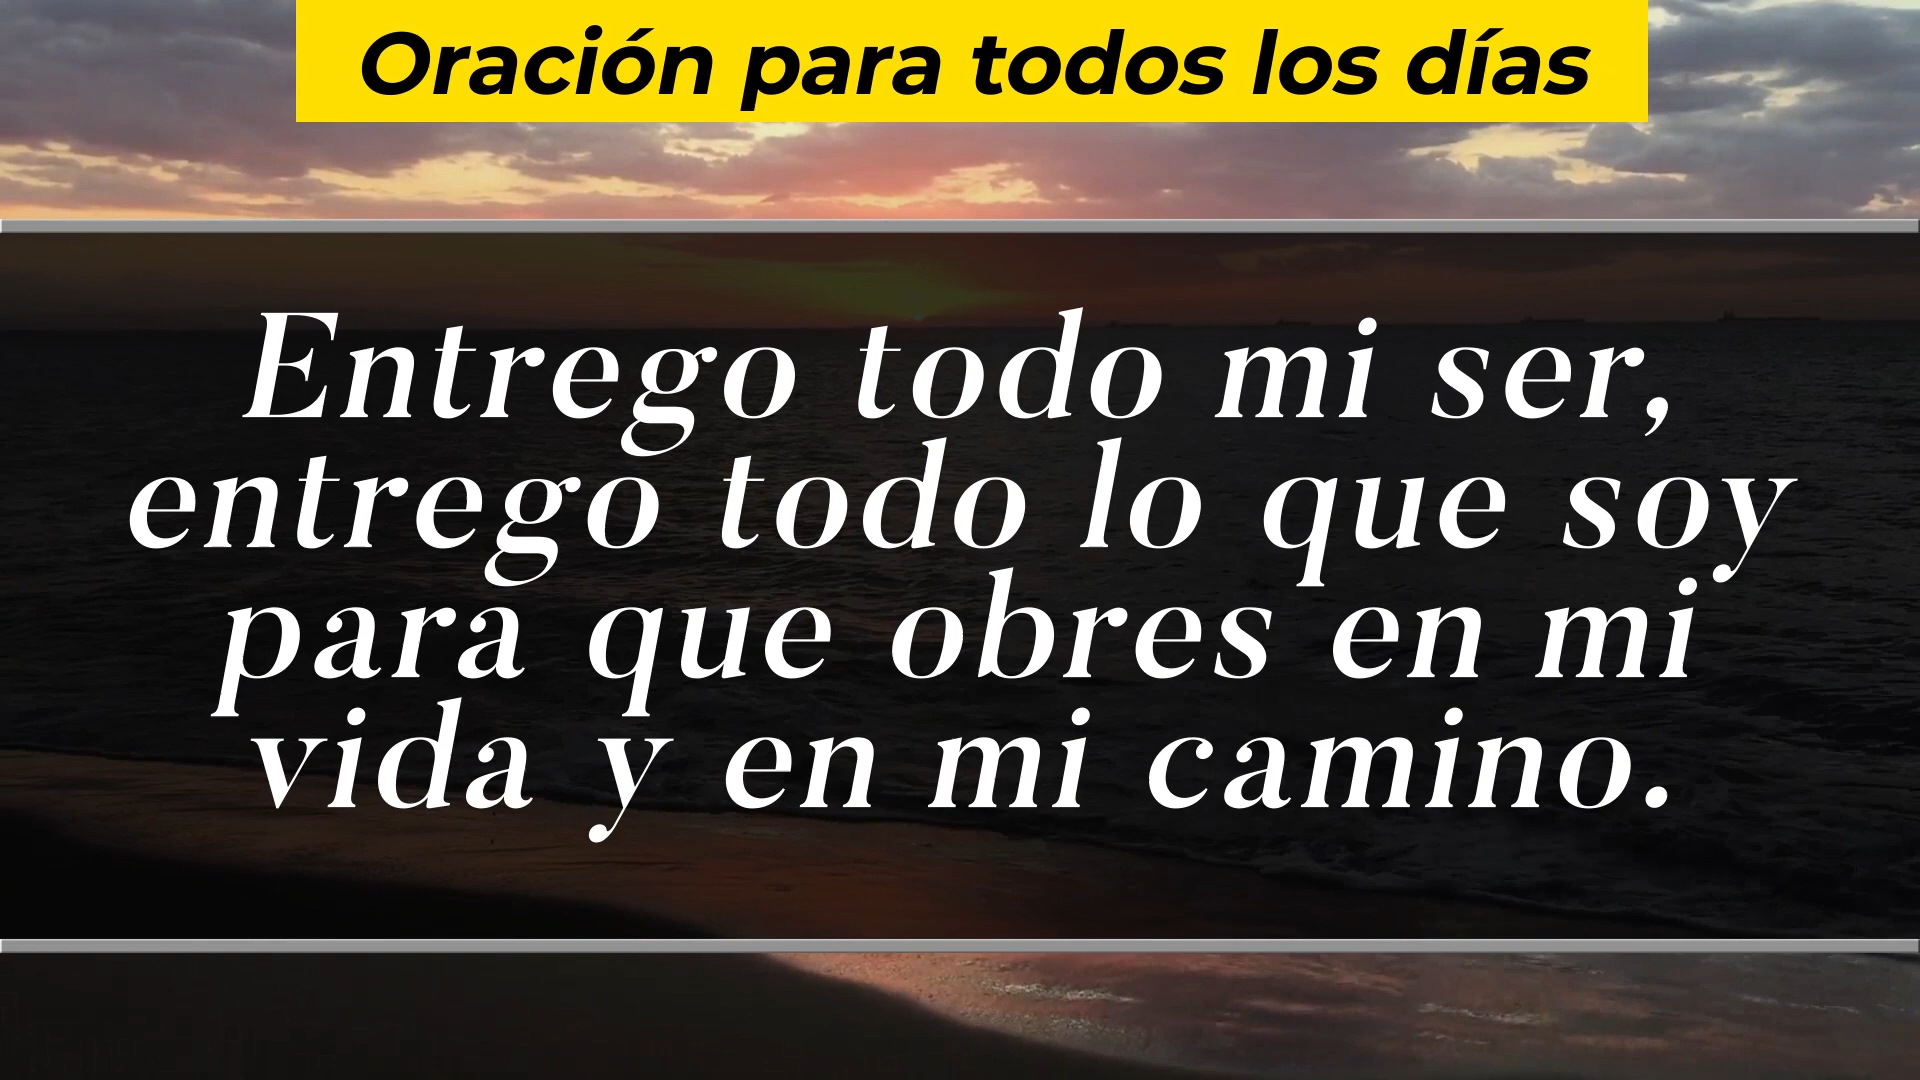 Oración para todos los días
Entrego todo mi ser,
entrego todo lo que soy
para que obres en mi
vida y en mi camino.